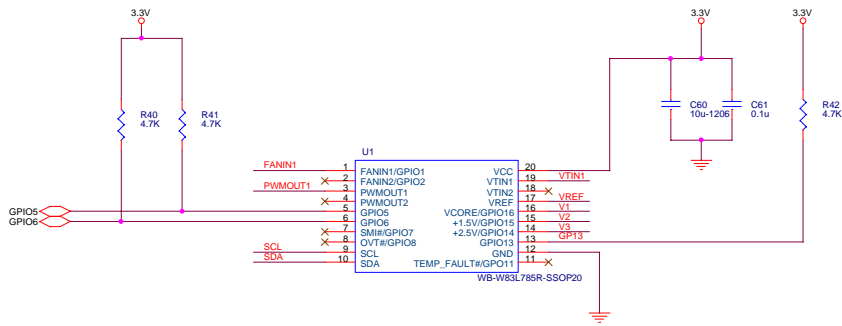 3.3V
3.3V
3.3V
R40
4.7K
R41
4.7K
C60
10u-1206
C61
0.1u
R42
4.7K
U1
FANIN1 1 FANIN1/GPIO1 VCC 20
2 FANIN2/GPIO2 VTIN1 19 VTIN1
PWMOUT1 3 PWMOUT1 VTIN2 18
4 PWMOUT2 VREF 17 VREF
GPIO5 5 GPIO5 VCORE/GPIO16 16 V1
GPIO6 6 GPIO6 +1.5V/GPIO15 15 V2
7 SMI#/GPIO7 +2.5V/GPIO14 14 V3
8 OVT#/GPIO8 GPIO13 13 GP13
SCL 9 SCL GND 12
SDA 10 SDA TEMP_FAULT#/GPO11 11
WB-W83L785R-SSOP20